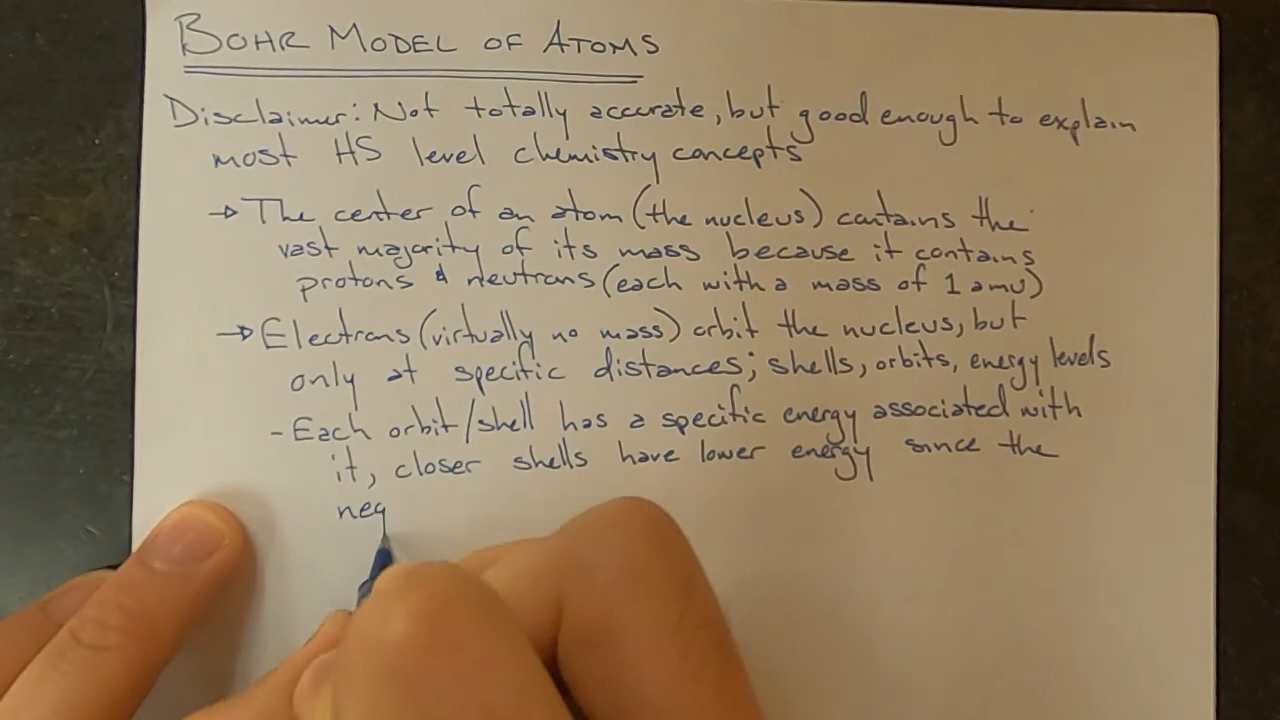 BOHR MODEL OF ATOMS
Disclaimer: Not totally accurate, but good enough to explain
most HS level chemistry concepts
→ The center of an atom (the nucleus) contains the
vast majority of its mass because it contains
protons & neutrons (each with a mass of 1 amu)
→ Electrons (virtually no mass) orbit the nucleus, but
only at specific distances; shells, orbits, energy levels
- Each orbit/shell has a specific energy associated with
it, closer shells have lower energy since the
neg